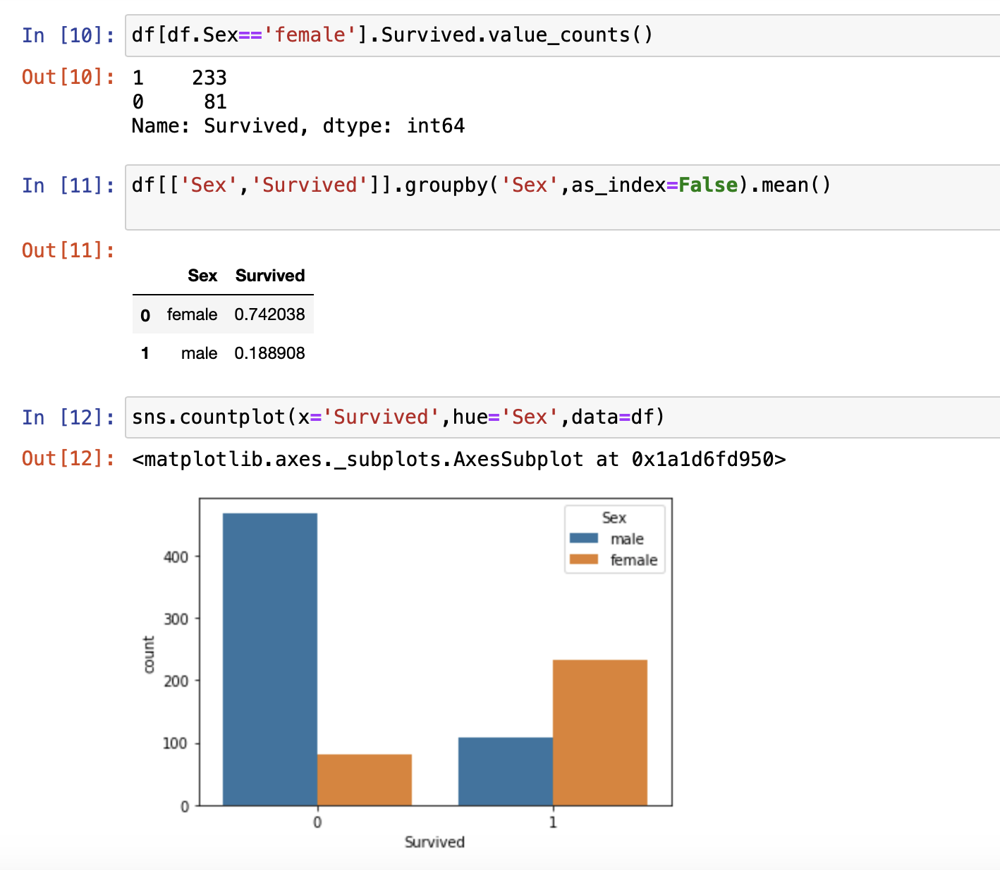 In [10]: df[df.Sex=='female'].Survived.value_counts()
Out[10]: 1    233
0     81
Name: Survived, dtype: int64
In [11]: df[['Sex','Survived']].groupby('Sex',as_index=False).mean()
Out[11]:
Sex Survived
0 female 0.742038
1 male 0.188908
In [12]: sns.countplot(x='Survived',hue='Sex',data=df)
Out[12]: <matplotlib.axes._subplots.AxesSubplot at 0x1a1d6fd950>
Sex
male
female
400
300
200
100
0
count
0 1
Survived